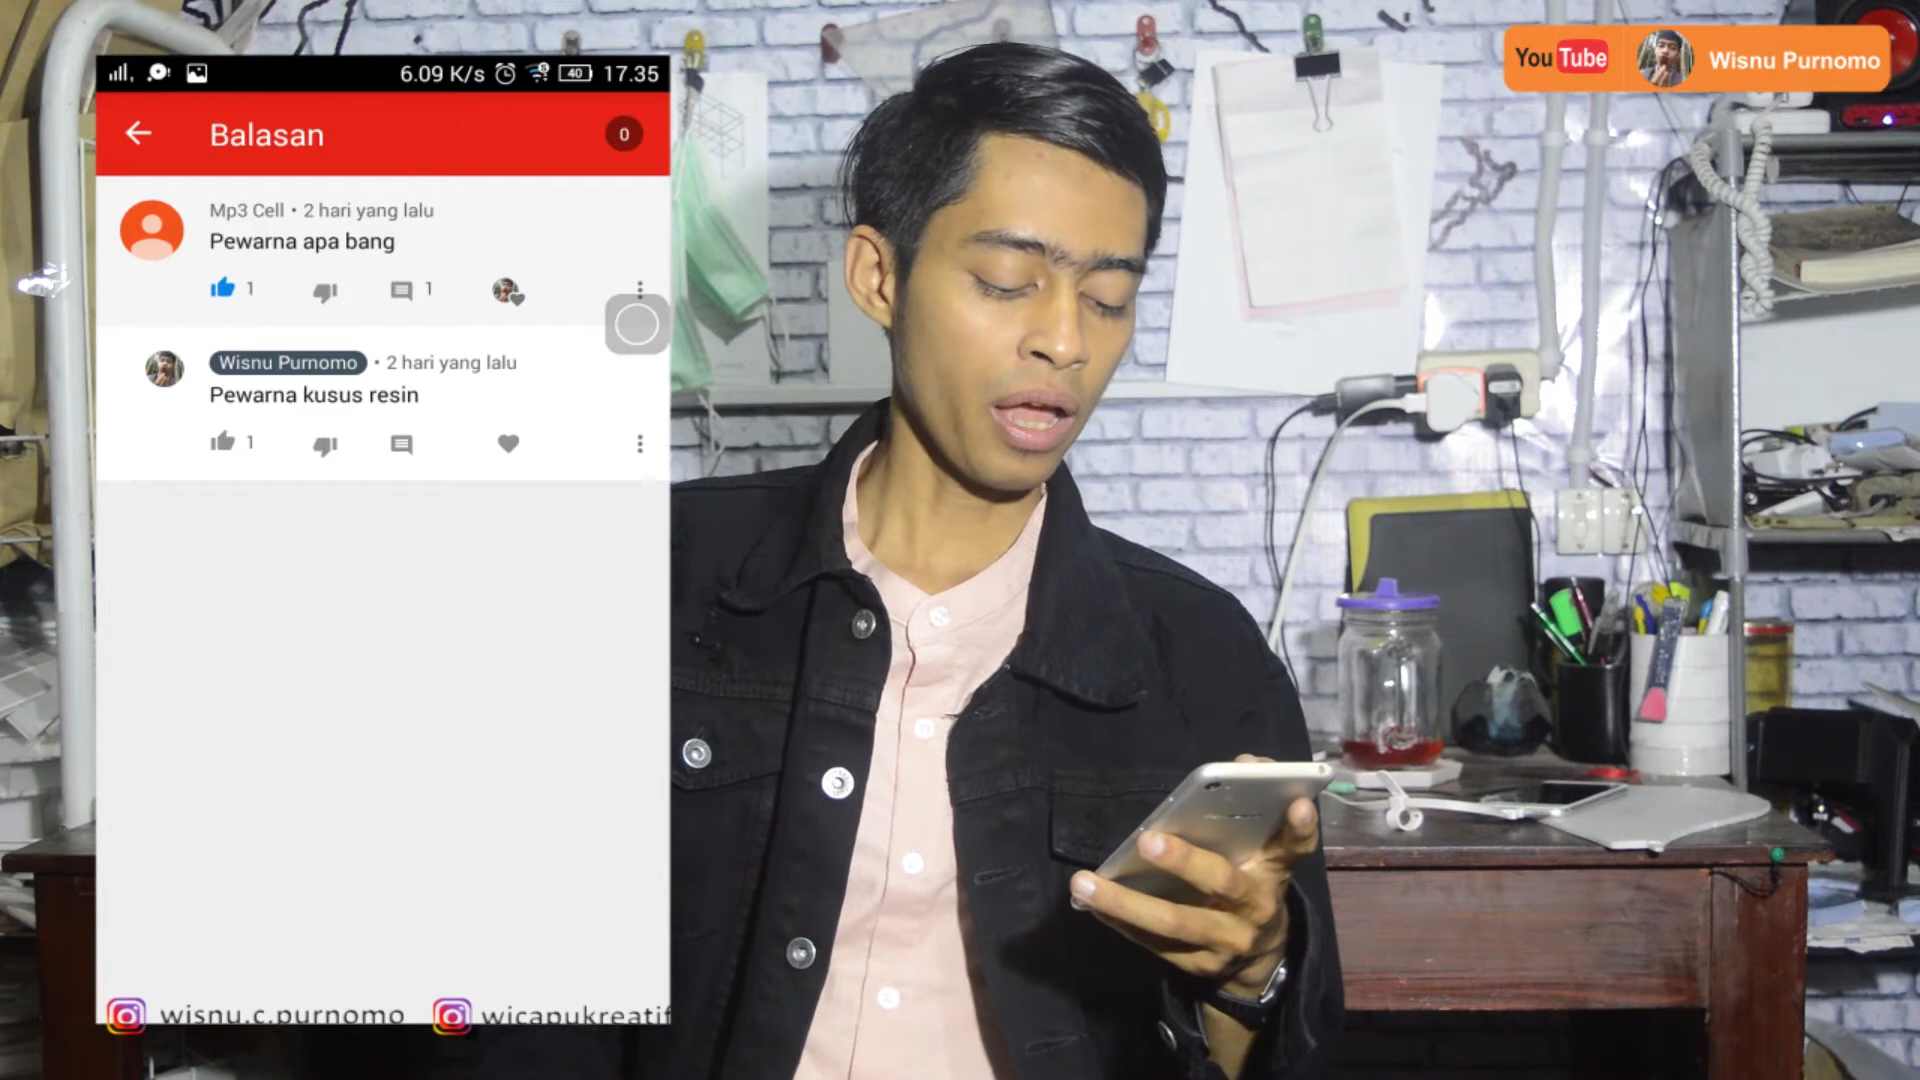 6.09 K/s 40 17.35
Balasan 0
Mp3 Cell • 2 hari yang lalu
Pewarna apa bang
1 1
Wisnu Purnomo • 2 hari yang lalu
Pewarna kusus resin
1
wisnu.c.purnomo wicapukreatif
YouTube Wisnu Purnomo